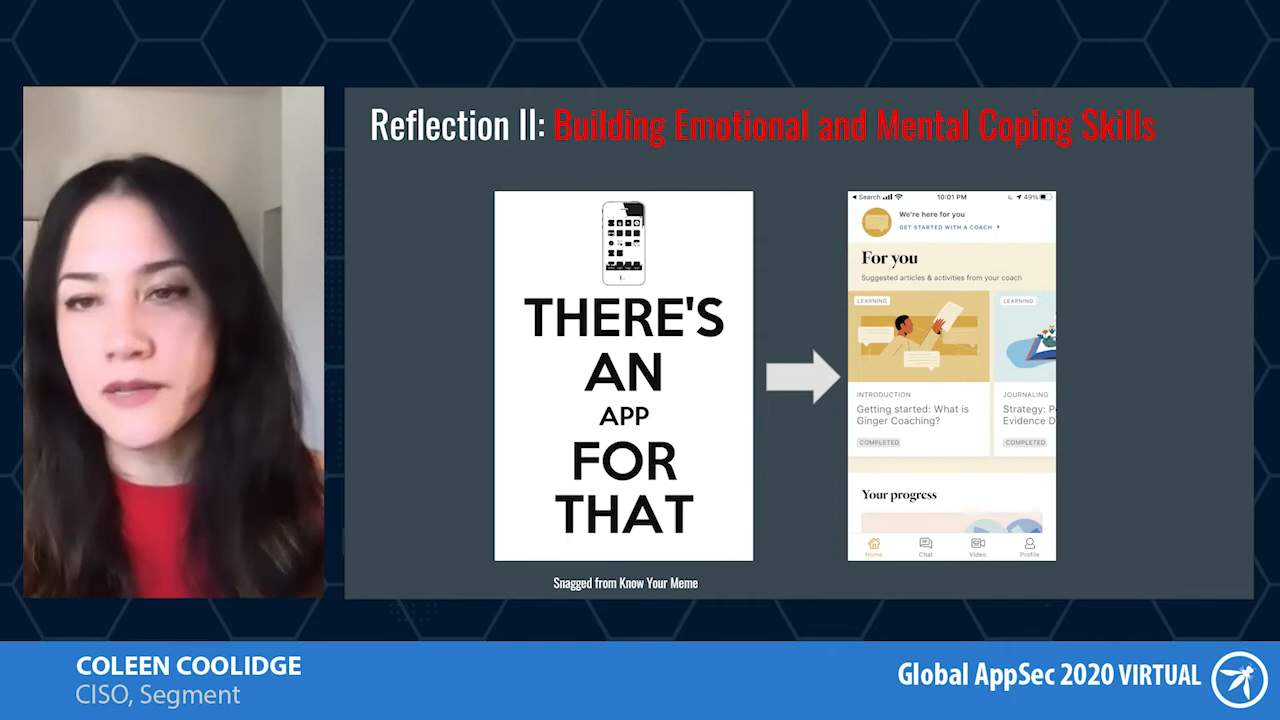 Reflection II: Building Emotional and Mental Coping Skills
THERE'S
AN
APP
FOR
THAT
Snagged from Know Your Meme
◀ Search 10:01 PM 49%
We're here for you
GET STARTED WITH A COACH
For you
Suggested articles & activities from your coach
LEARNING
LEARNING
INTRODUCTION
Getting started: What is
Ginger Coaching?
COMPLETED
JOURNALING
Strategy: P
Evidence D
COMPLETED
Your progress
Home Chat Video Profile
COLEEN COOLIDGE
CISO, Segment
Global AppSec 2020 VIRTUAL